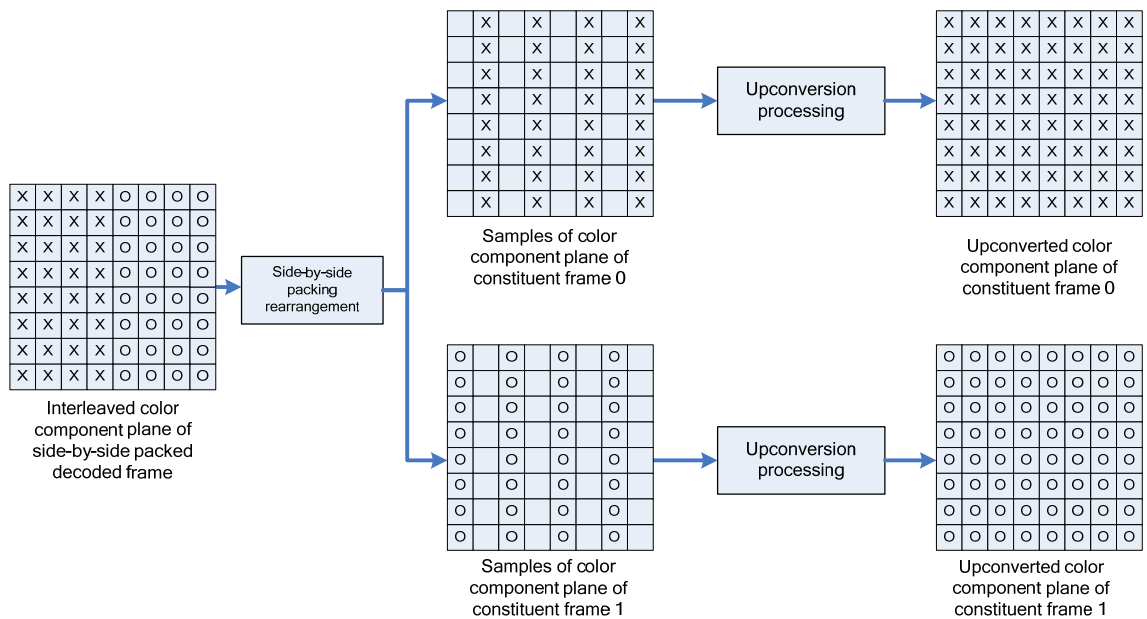 X X X X X X X X
X X X X X X X X
X X X X X X X X
X X X X X X X X
X X X X X X X X
X X X X X X X X
X X X X X X X X
X X X X X X X X
Upconverted color
component plane of
constituent frame 0
Upconversion
processing
X X X X
X X X X
X X X X
X X X X
X X X X
X X X X
X X X X
X X X X
Samples of color
component plane of
constituent frame 0
X X X X O O O O
X X X X O O O O
X X X X O O O O
X X X X O O O O
X X X X O O O O
X X X X O O O O
X X X X O O O O
X X X X O O O O
Interleaved color
component plane of
side-by-side packed
decoded frame
Side-by-side
packing
rearrangement
O O O O
O O O O
O O O O
O O O O
O O O O
O O O O
O O O O
O O O O
Samples of color
component plane of
constituent frame 1
Upconversion
processing
O O O O O O O O
O O O O O O O O
O O O O O O O O
O O O O O O O O
O O O O O O O O
O O O O O O O O
O O O O O O O O
O O O O O O O O
Upconverted color
component plane of
constituent frame 1